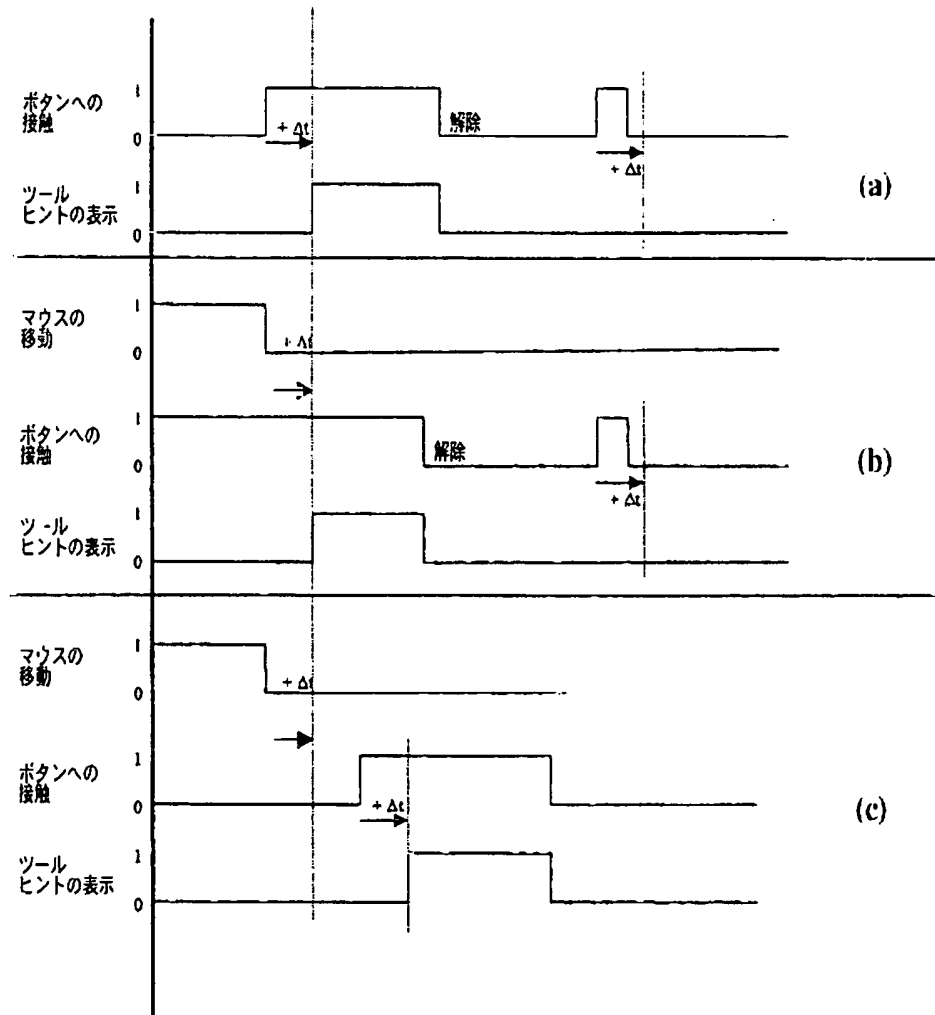 ボタンへの
接触
1
0
+ Δt
解除
+ Δt
ツール
ヒントの表示
1
0
(a)
マウスの
移動
1
0
+ Δt
ボタンへの
接触
1
0
解除
+ Δt
(b)
ツール
ヒントの表示
1
0
マウスの
移動
1
0
+ Δt
ボタンへの
接触
1
0
+ Δt
(c)
ツール
ヒントの表示
1
0